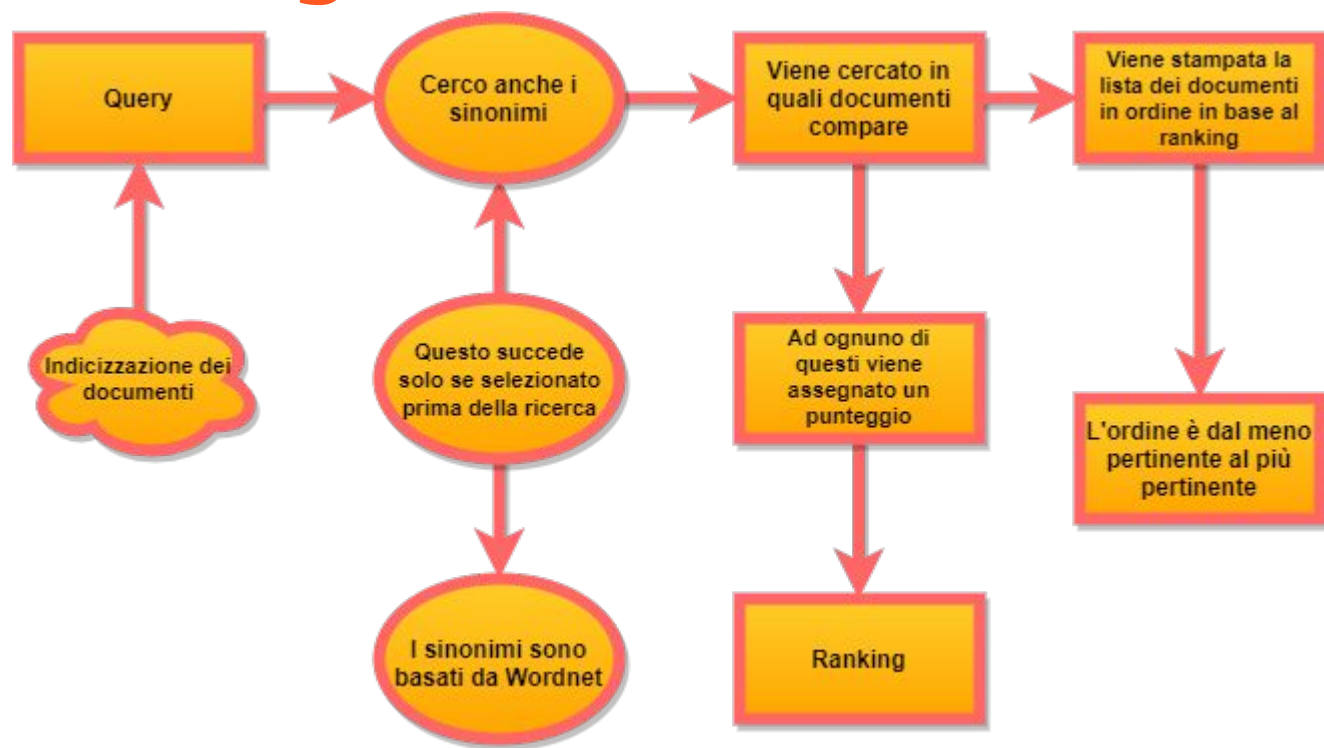 Query
Cerco anche i
sinonimi
Viene cercato in
quali documenti
compare
Viene stampata la
lista dei documenti
in ordine in base al
ranking
Indicizzazione dei
documenti
Questo succede
solo se selezionato
prima della ricerca
Ad ognuno di
questi viene
assegnato un
punteggio
L'ordine è dal meno
pertinente al più
pertinente
I sinonimi sono
basati da Wordnet
Ranking